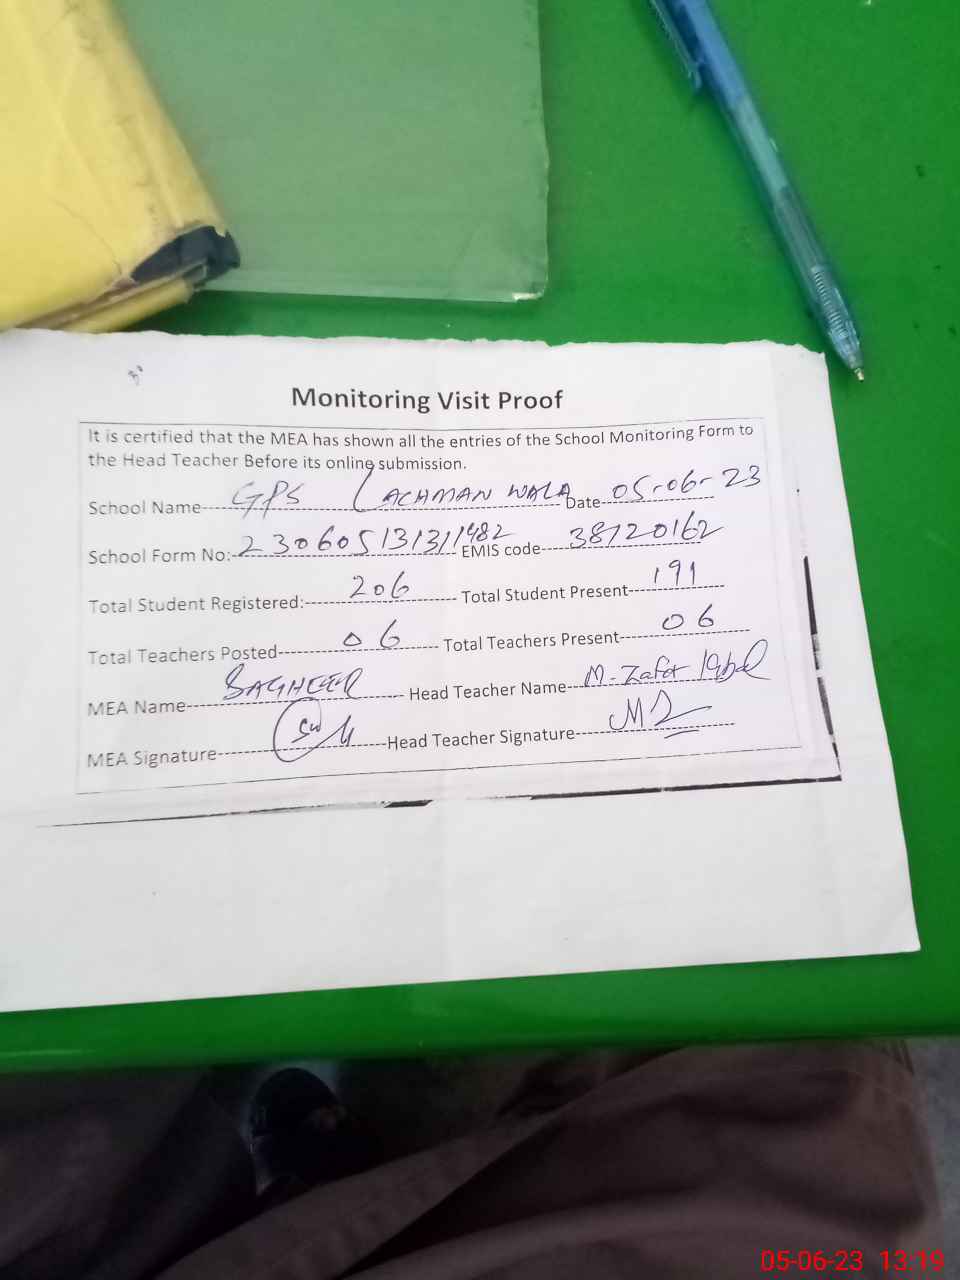 Monitoring Visit Proof
It is certified that the MEA has shown all the entries of the School Monitoring Form to
the Head Teacher Before its online submission.
School Name GPS LACHMAN WALA Date 05-06-23
School Form No: 230605131311482 EMIS code 38720162
Total Student Registered: 206 Total Student Present 191
Total Teachers Posted 06 Total Teachers Present 06
MEA Name SAGHEER Head Teacher Name M. Zafar Iqbal
MEA Signature Head Teacher Signature
05-06-23 13:19